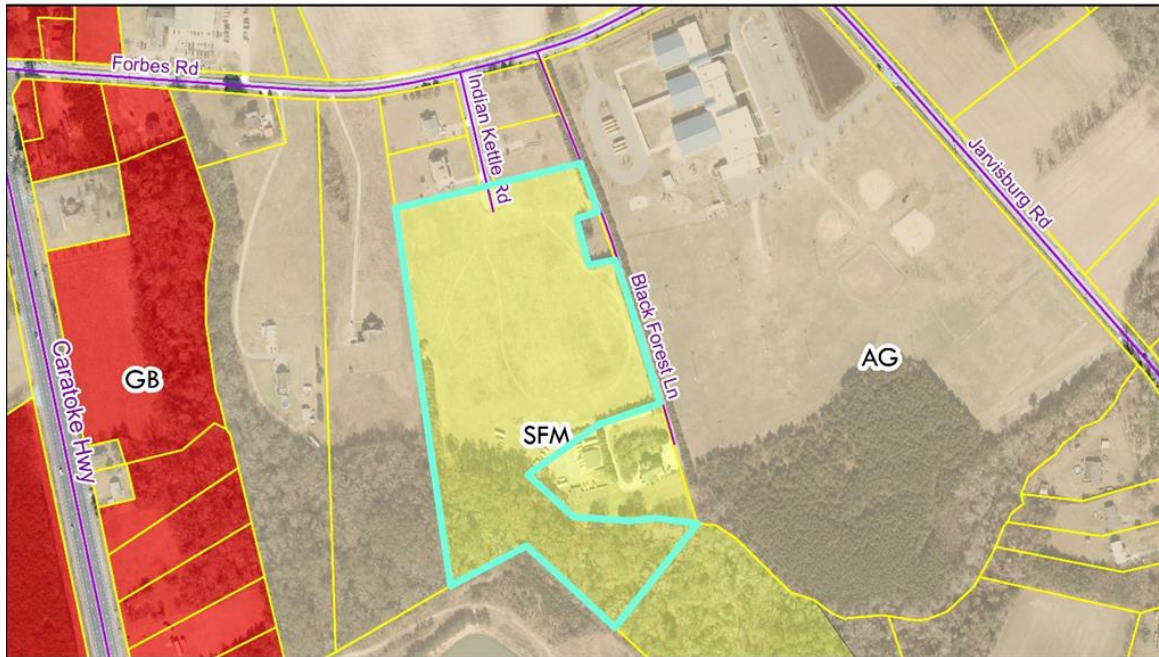 Forbes Rd
Indian Kettle Rd
Jarvisburg Rd
Black Forest Ln
Caratoke Hwy
GB
AG
SFM